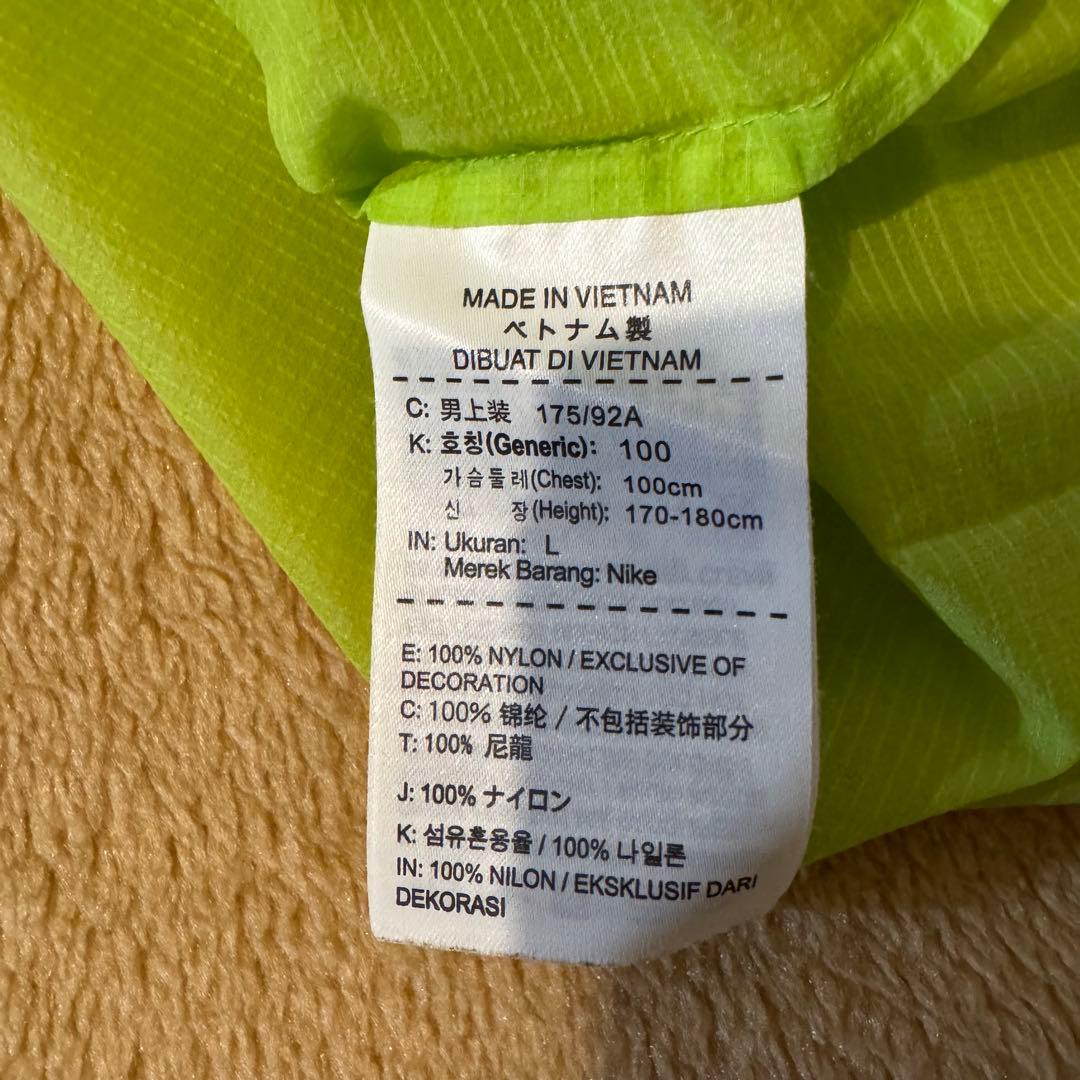 MADE IN VIETNAM
ベトナム製
DIBUAT DI VIETNAM
C: 男上装 175/92A
K: 호칭(Generic): 100
가슴둘레(Chest): 100cm
신 장(Height): 170-180cm
IN: Ukuran: L
Merek Barang: Nike
E: 100% NYLON / EXCLUSIVE OF
DECORATION
C: 100% 锦纶 / 不包括装饰部分
T: 100% 尼龍
J: 100% ナイロン
K: 섬유혼용율 / 100% 나일론
IN: 100% NILON / EKSKLUSIF DARI
DEKORASI